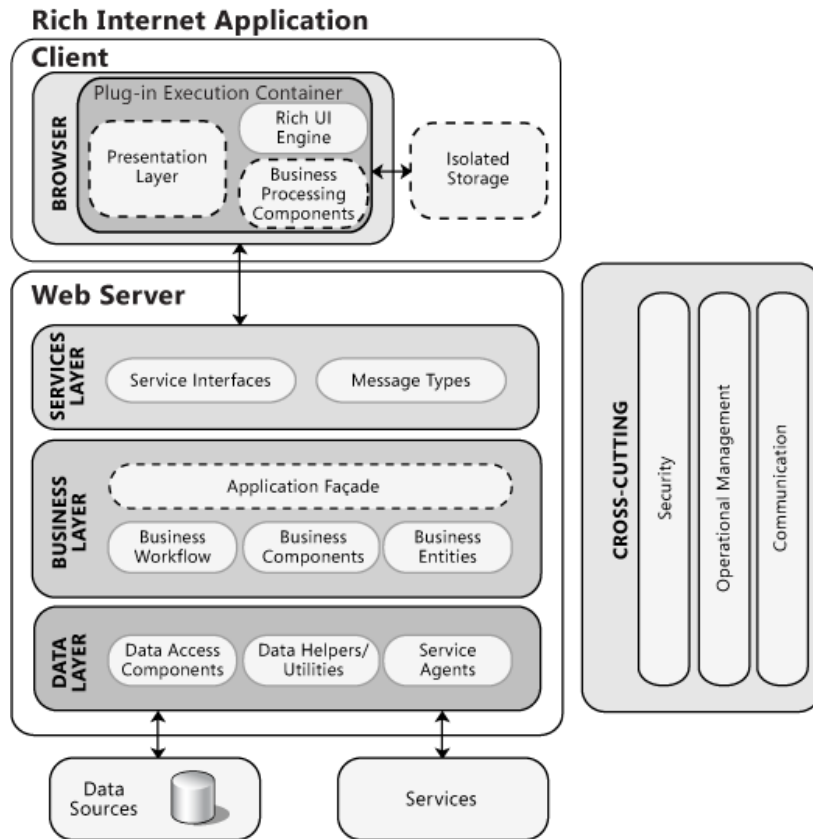 Rich Internet Application
Client
BROWSER
Plug-in Execution Container
Presentation
Layer
Rich UI
Engine
Business
Processing
Components
Isolated
Storage
Web Server
SERVICES
LAYER
Service Interfaces
Message Types
BUSINESS
LAYER
Application Façade
Business
Workflow
Business
Components
Business
Entities
DATA
LAYER
Data Access
Components
Data Helpers/
Utilities
Service
Agents
Data
Sources
Services
CROSS-CUTTING
Security
Operational Management
Communication